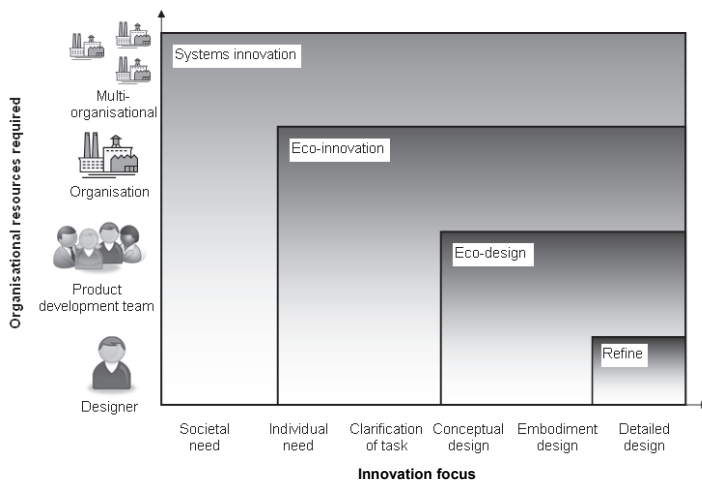 Systems innovation
Multi-
organisational
Eco-innovation
Organisation
Organisational resources required
Eco-design
Product
development team
Refine
Designer
Societal
need
Individual
need
Clarification
of task
Conceptual
design
Embodiment
design
Detailed
design
Innovation focus